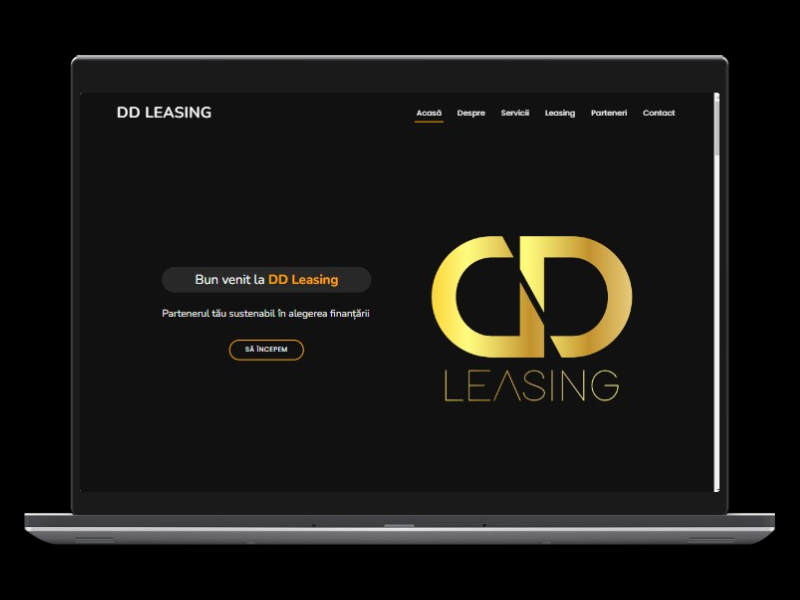 DD LEASING
Acasă Despre Servicii Leasing Parteneri Contact
Bun venit la DD Leasing
Partenerul tău sustenabil în alegerea finanțării
SĂ ÎNCEPEM
DD
LEASING